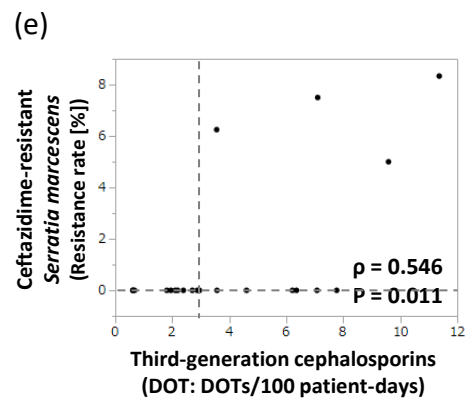 (e)
Ceftazidime-resistant
Serratia marcescens
(Resistance rate [%])
8
6
4
2
0
ρ = 0.546
P = 0.011
0 2 4 6 8 10 12
Third-generation cephalosporins
(DOT: DOTs/100 patient-days)